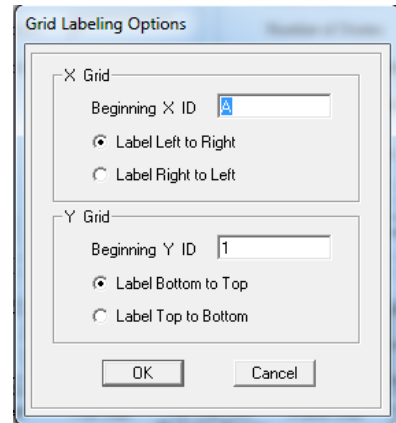 Grid Labeling Options
X Grid
Beginning X ID A
Label Left to Right
Label Right to Left
Y Grid
Beginning Y ID 1
Label Bottom to Top
Label Top to Bottom
OK Cancel